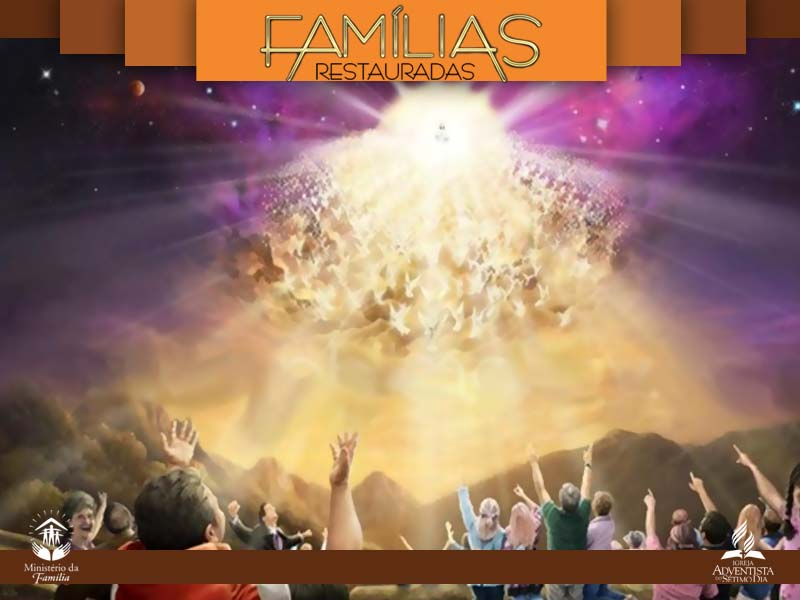 FAMÍLIAS
RESTAURADAS
Ministério da
Família
IGREJA
ADVENTISTA
DO SÉTIMO DIA